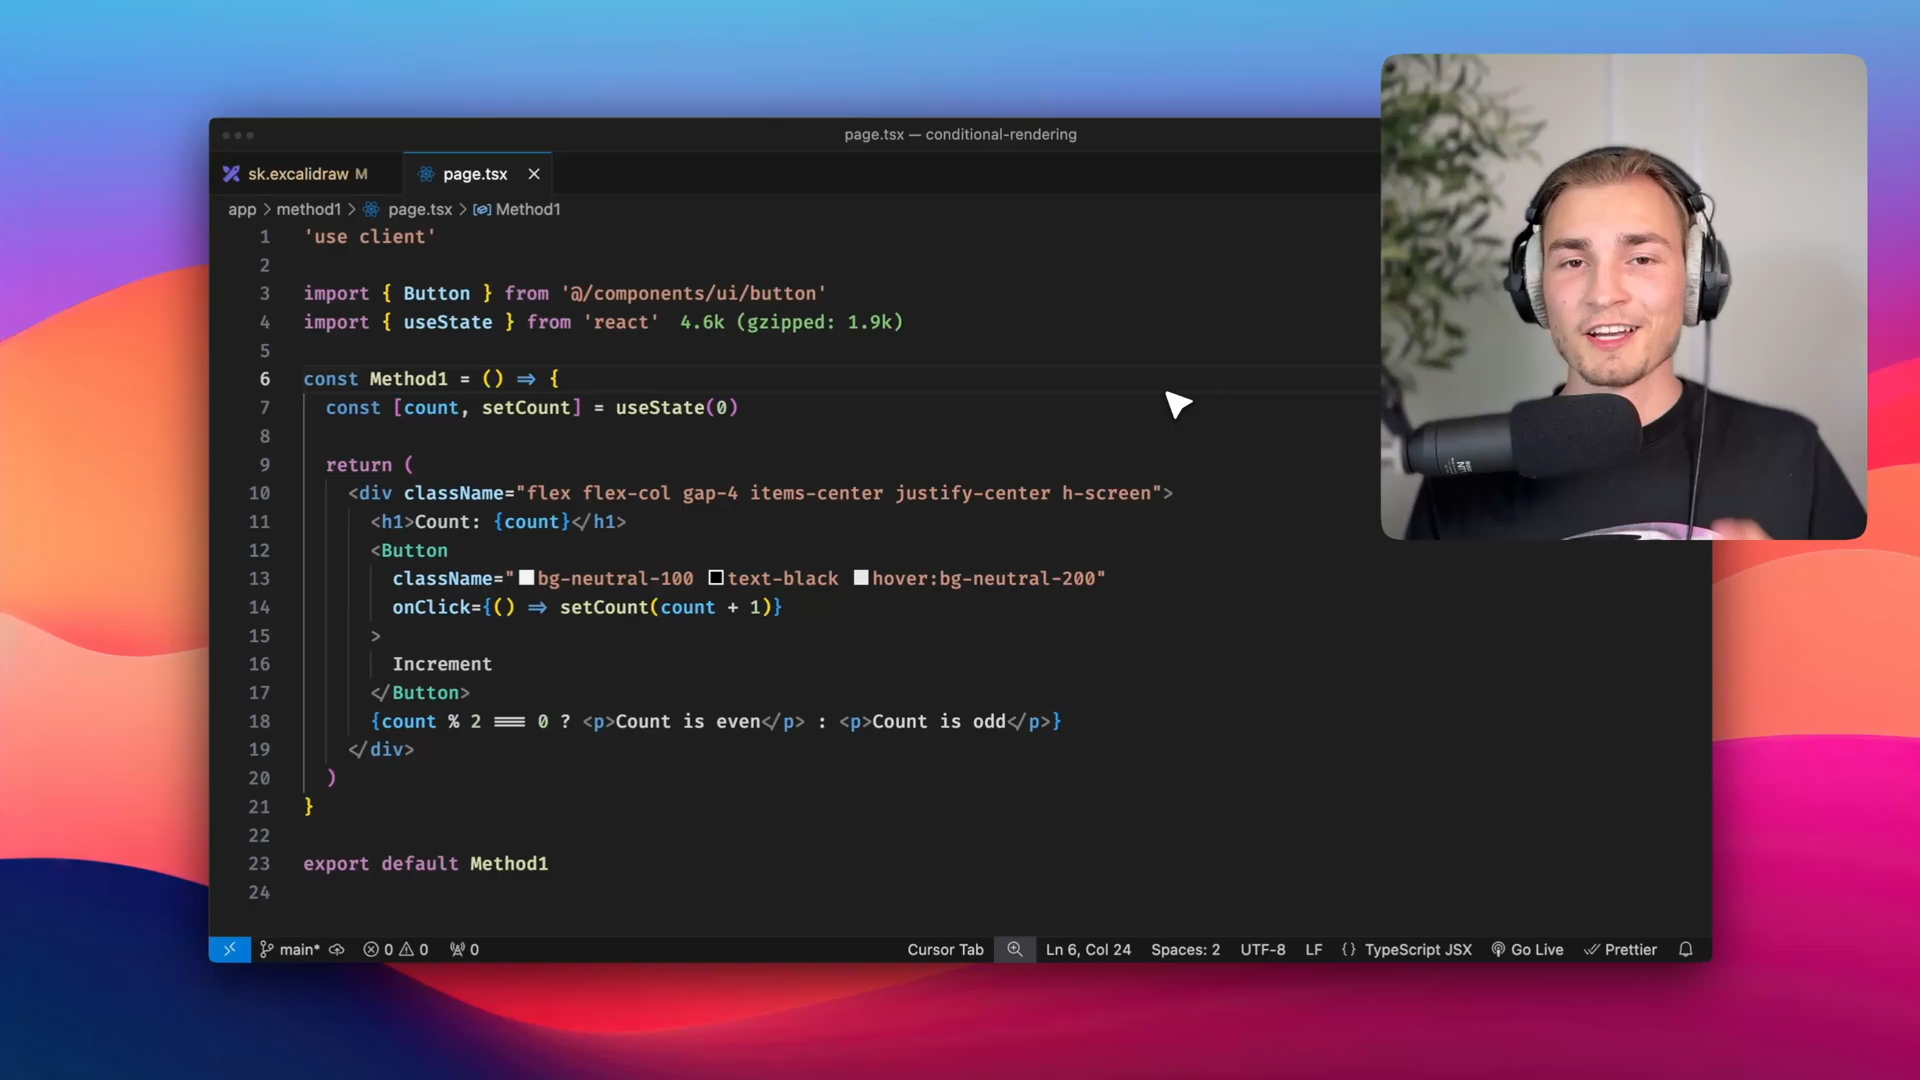 page.tsx — conditional-rendering
sk.excalidraw M
page.tsx
app > method1 > page.tsx > Method1
1 'use client'
2
3 import { Button } from '@/components/ui/button'
4 import { useState } from 'react' 4.6k (gzipped: 1.9k)
5
6 const Method1 = () => {
7 const [count, setCount] = useState(0)
8
9 return (
10 <div className="flex flex-col gap-4 items-center justify-center h-screen">
11 <h1>Count: {count}</h1>
12 <Button
13 className="bg-neutral-100 text-black hover:bg-neutral-200"
14 onClick={() => setCount(count + 1)}
15 >
16 Increment
17 </Button>
18 {count % 2 === 0 ? <p>Count is even</p> : <p>Count is odd</p>}
19 </div>
20 )
21 }
22
23 export default Method1
24
main* 0 0 0 Cursor Tab Ln 6, Col 24 Spaces: 2 UTF-8 LF {} TypeScript JSX Go Live Prettier